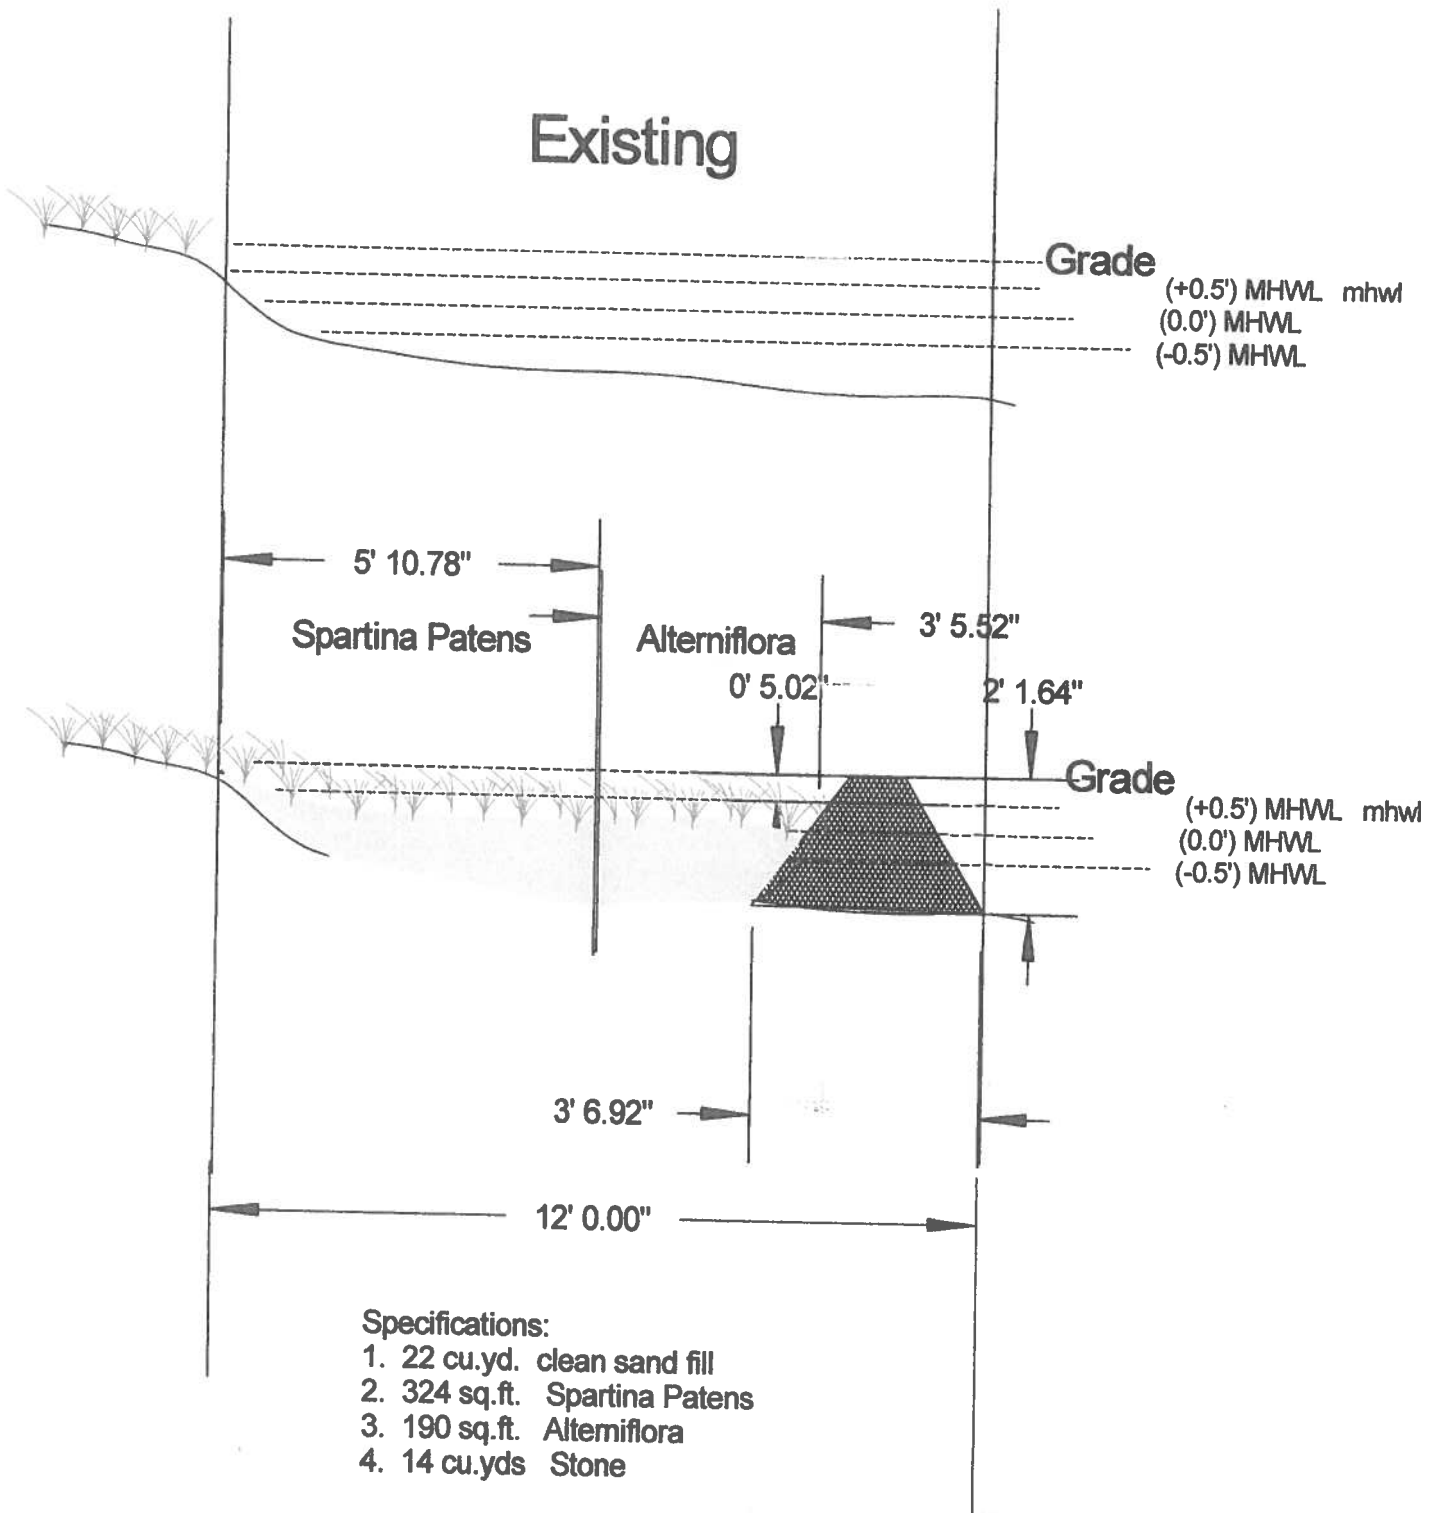 Existing
Grade
(+0.5') MHWL mhwl
(0.0') MHWL
(-0.5') MHWL
5' 10.78"
3' 5.52"
Spartina Patens
Alterniflora
0' 5.02"
2' 1.64"
Grade
(+0.5') MHWL mhwl
(0.0') MHWL
(-0.5') MHWL
3' 6.92"
12' 0.00"
Specifications:
1. 22 cu.yd. clean sand fill
2. 324 sq.ft. Spartina Patens
3. 190 sq.ft. Alterniflora
4. 14 cu.yds Stone